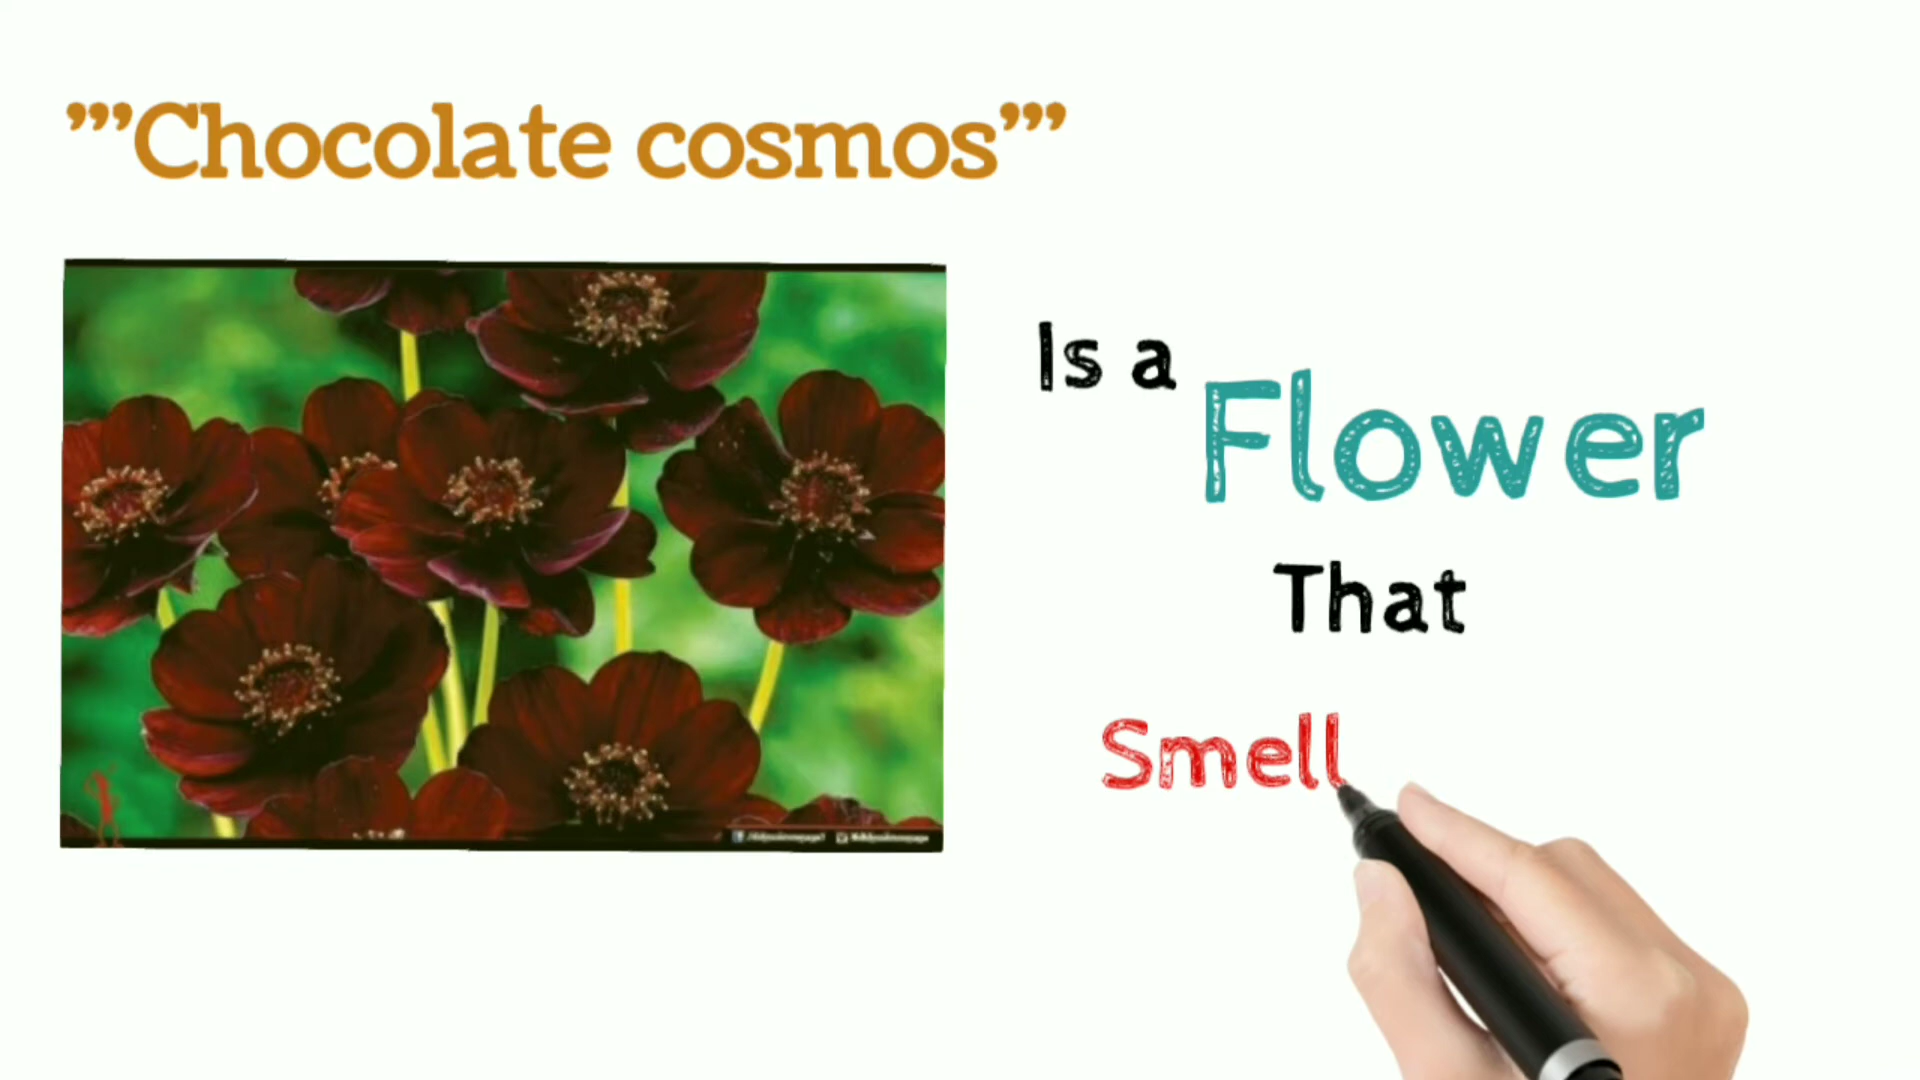 ”’Chocolate cosmos”’
Is a
Flower
That
Smell